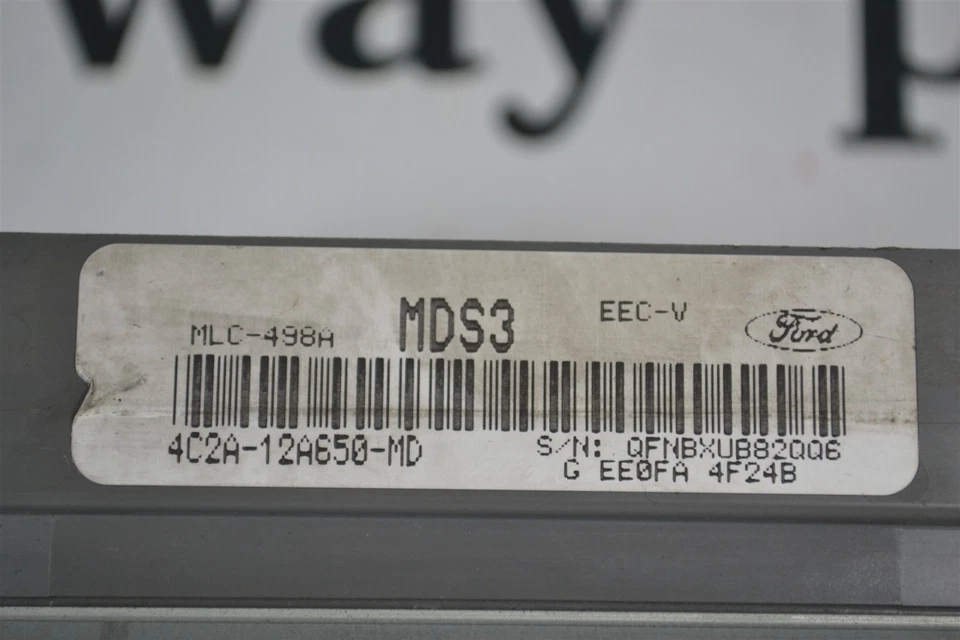 way p
MLC-498A MDS3 EEC-V Ford
4C2A-12A650-MD S/N: QFNBXUB82QQ6
G EE0FA 4F24B